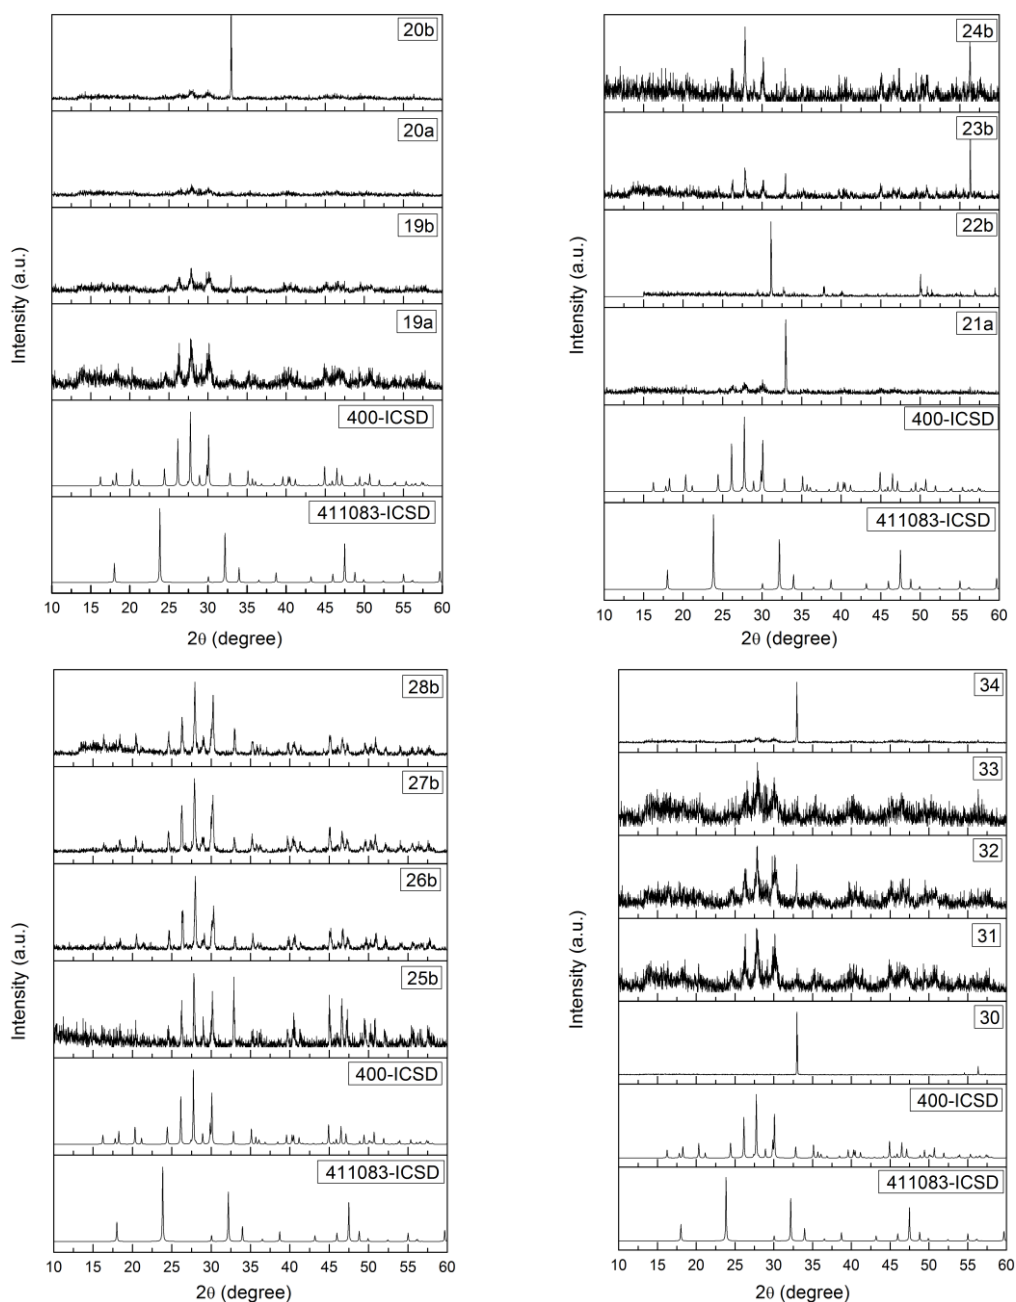 20b
20a
19b
19a
400-ICSD
411083-ICSD
Intensity (a.u.)
10 15 20 25 30 35 40 45 50 55 60
2θ (degree)
24b
23b
22b
21a
400-ICSD
411083-ICSD
Intensity (a.u.)
10 15 20 25 30 35 40 45 50 55 60
2θ (degree)
28b
27b
26b
25b
400-ICSD
411083-ICSD
Intensity (a.u.)
10 15 20 25 30 35 40 45 50 55 60
2θ (degree)
34
33
32
31
30
400-ICSD
411083-ICSD
Intensity (a.u.)
10 15 20 25 30 35 40 45 50 55 60
2θ (degree)